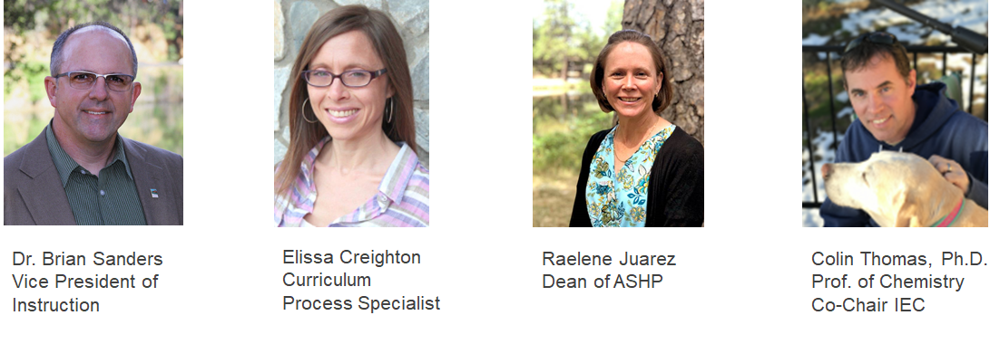 Dr. Brian Sanders
Vice President of
Instruction
Elissa Creighton
Curriculum
Process Specialist
Raelene Juarez
Dean of ASHP
Colin Thomas, Ph.D.
Prof. of Chemistry
Co-Chair IEC